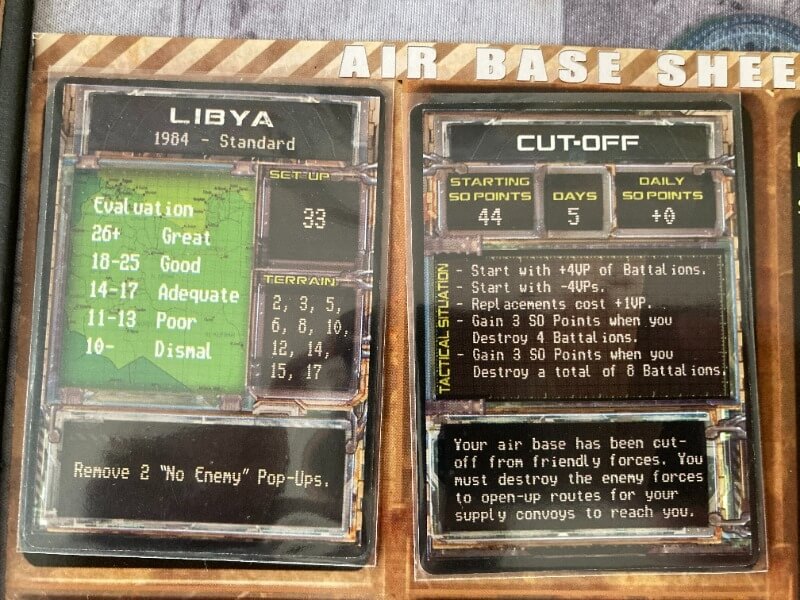 AIR BASE SHEE
LIBYA
1984 - Standard
Evaluation
26+ Great
18-25 Good
14-17 Adequate
11-13 Poor
10- Dismal
SET-UP
33
TERRAIN
2, 3, 5,
6, 8, 10,
12, 14,
15, 17
Remove 2 "No Enemy" Pop-Ups.
CUT-OFF
STARTING
SO POINTS
44
DAYS
5
DAILY
SO POINTS
+0
TACTICAL SITUATION
- Start with +4VP of Battalions.
- Start with -4VPs.
- Replacements cost +1VP.
- Gain 3 SO Points when you
Destroy 4 Battalions.
- Gain 3 SO Points when you
Destroy a total of 8 Battalions.
Your air base has been cut-
off from friendly forces. You
must destroy the enemy forces
to open-up routes for your
supply convoys to reach you.